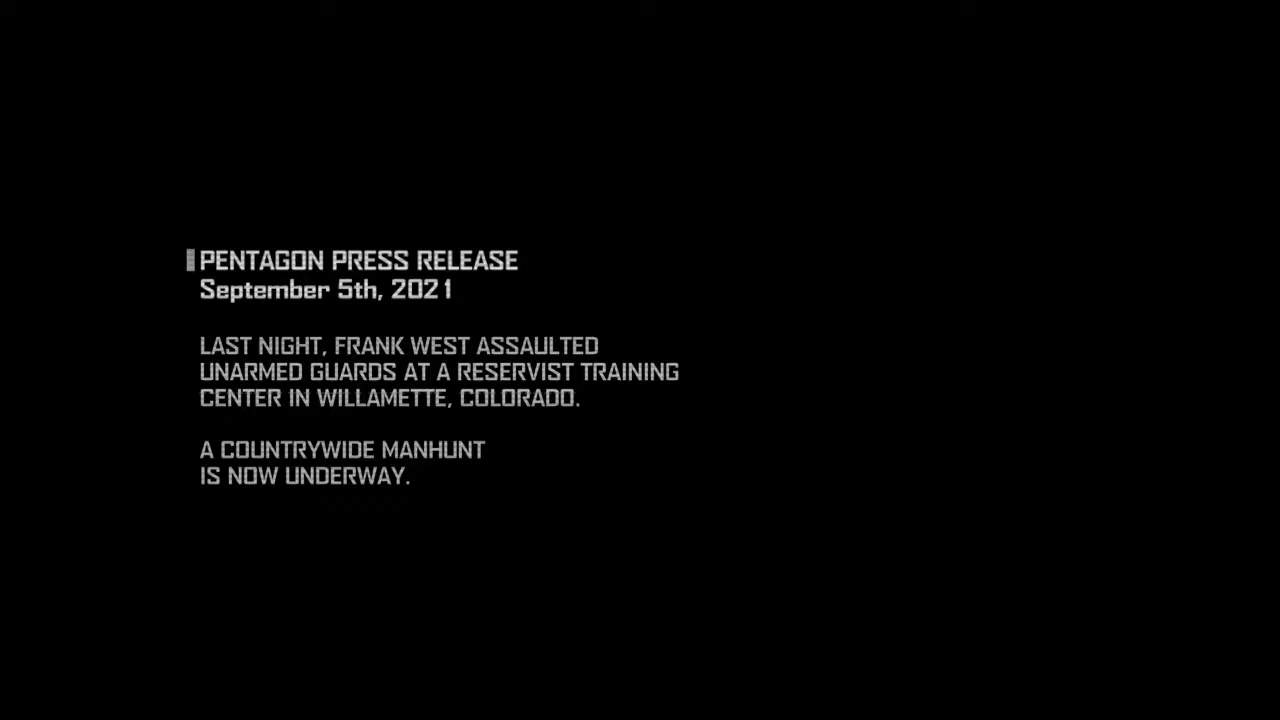 PENTAGON PRESS RELEASE
September 5th, 2021
LAST NIGHT, FRANK WEST ASSAULTED
UNARMED GUARDS AT A RESERVIST TRAINING
CENTER IN WILLAMETTE, COLORADO.
A COUNTRYWIDE MANHUNT
IS NOW UNDERWAY.